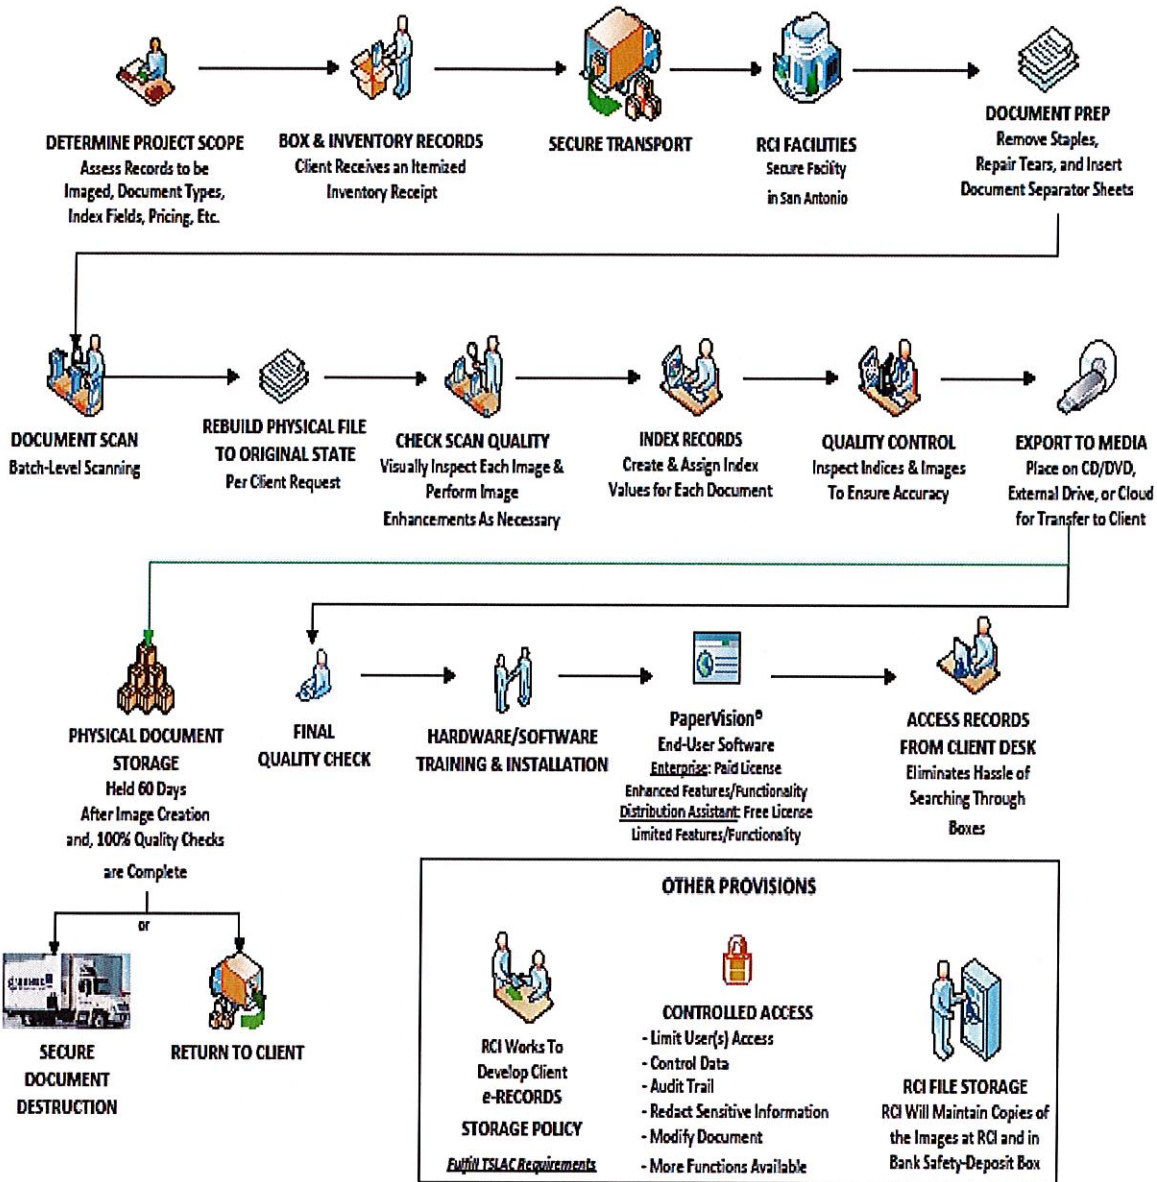 DETERMINE PROJECT SCOPE
Assess Records to be
Imaged, Document Types,
Index Fields, Pricing, Etc.
BOX & INVENTORY RECORDS
Client Receives an Itemized
Inventory Receipt
SECURE TRANSPORT
RCI FACILITIES
Secure Facility
in San Antonio
DOCUMENT PREP
Remove Staples,
Repair Tears, and Insert
Document Separator Sheets
DOCUMENT SCAN
Batch-Level Scanning
REBUILD PHYSICAL FILE
TO ORIGINAL STATE
Per Client Request
CHECK SCAN QUALITY
Visually Inspect Each Image &
Perform Image
Enhancements As Necessary
INDEX RECORDS
Create & Assign Index
Values for Each Document
QUALITY CONTROL
Inspect Indices & Images
To Ensure Accuracy
EXPORT TO MEDIA
Place on CD/DVD,
External Drive, or Cloud
for Transfer to Client
PHYSICAL DOCUMENT
STORAGE
Held 60 Days
After Image Creation
and, 100% Quality Checks
are Complete
or
SECURE
DOCUMENT
DESTRUCTION
RETURN TO CLIENT
FINAL
QUALITY CHECK
HARDWARE/SOFTWARE
TRAINING & INSTALLATION
PaperVision®
End-User Software
Enterprise: Paid License
Enhanced Features/Functionality
Distribution Assistant: Free License
Limited Features/Functionality
ACCESS RECORDS
FROM CLIENT DESK
Eliminates Hassle of
Searching Through
Boxes
OTHER PROVISIONS
RCI Works To
Develop Client
e-RECORDS
STORAGE POLICY
Fulfill TSLAC Requirements
CONTROLLED ACCESS
- Limit User(s) Access
- Control Data
- Audit Trail
- Redact Sensitive Information
- Modify Document
- More Functions Available
RCI FILE STORAGE
RCI Will Maintain Copies of
the Images at RCI and in
Bank Safety-Deposit Box